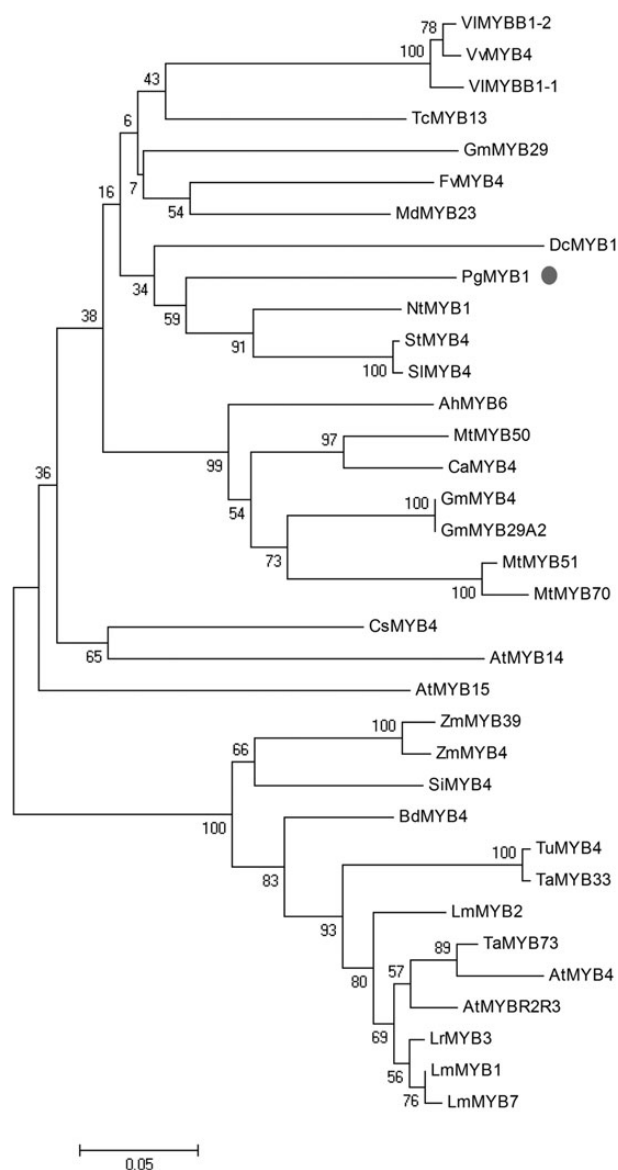 VlMYBB1-2
78
VvMYB4
100
VlMYBB1-1
43
TcMYB13
6
GmMYB29
7
FvMYB4
16
54
MdMYB23
DcMYB1
34
PgMYB1
59
NtMYB1
38
StMYB4
91
100
SlMYB4
AhMYB6
97
MtMYB50
99
CaMYB4
36
54
100
GmMYB4
GmMYB29A2
73
MtMYB51
100
MtMYB70
CsMYB4
65
AtMYB14
AtMYB15
100
ZmMYB39
66
ZmMYB4
SiMYB4
100
BdMYB4
83
100
TuMYB4
TaMYB33
93
LmMYB2
89
TaMYB73
57
80
AtMYB4
AtMYBR2R3
69
LrMYB3
56
LmMYB1
76
LmMYB7
0.05